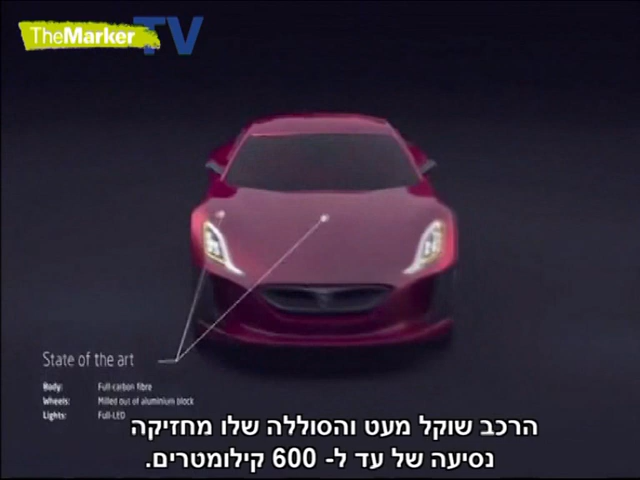 TheMarker TV
State of the art
Body: Full carbon fibre
Wheels: Milled out of aluminium block
Lights: Full-LED
הרכב שוקל מעט והסוללה שלו מחזיקה
נסיעה של עד ל- 600 קילומטרים.